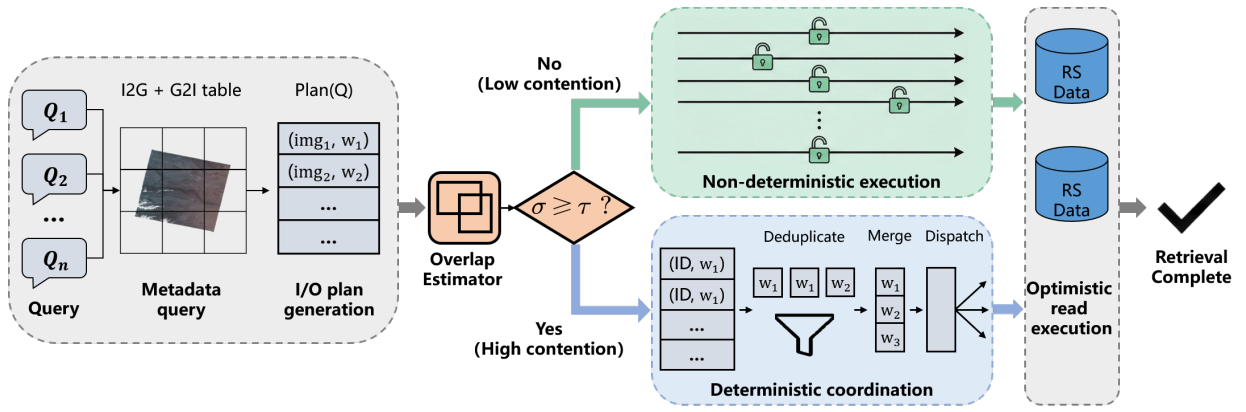 Q1
Q2
...
Qn
Query
I2G + G2I table
Metadata
query
Plan(Q)
(img1, w1)
(img2, w2)
...
...
I/O plan
generation
Overlap
Estimator
σ ≥ τ ?
No
(Low contention)
Yes
(High contention)
...
Non-deterministic execution
(ID, w1)
(ID, w1)
...
...
Deduplicate
w1 w1 w2
Merge
w1
w2
w3
Dispatch
Deterministic coordination
RS
Data
RS
Data
Optimistic
read
execution
Retrieval
Complete